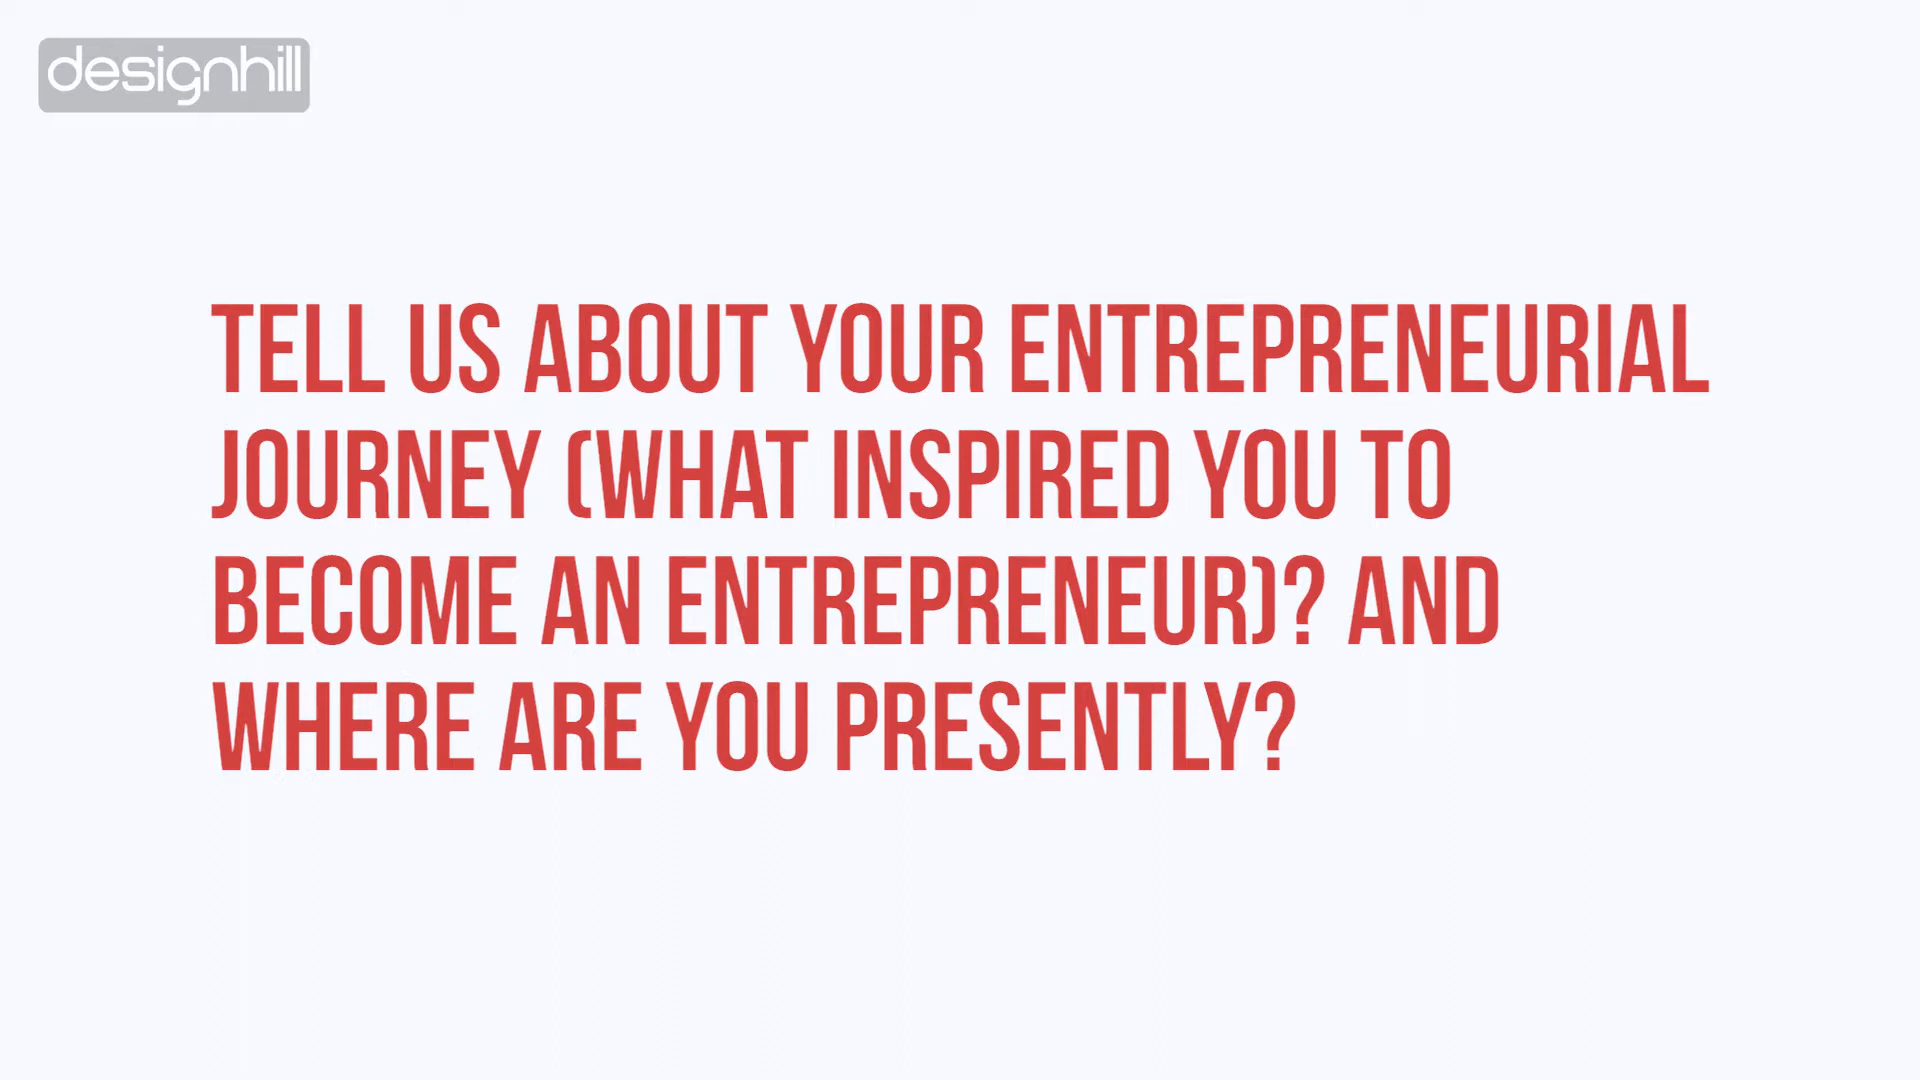 designhill
TELL US ABOUT YOUR ENTREPRENEURIAL
JOURNEY (WHAT INSPIRED YOU TO
BECOME AN ENTREPRENEUR)? AND
WHERE ARE YOU PRESENTLY?